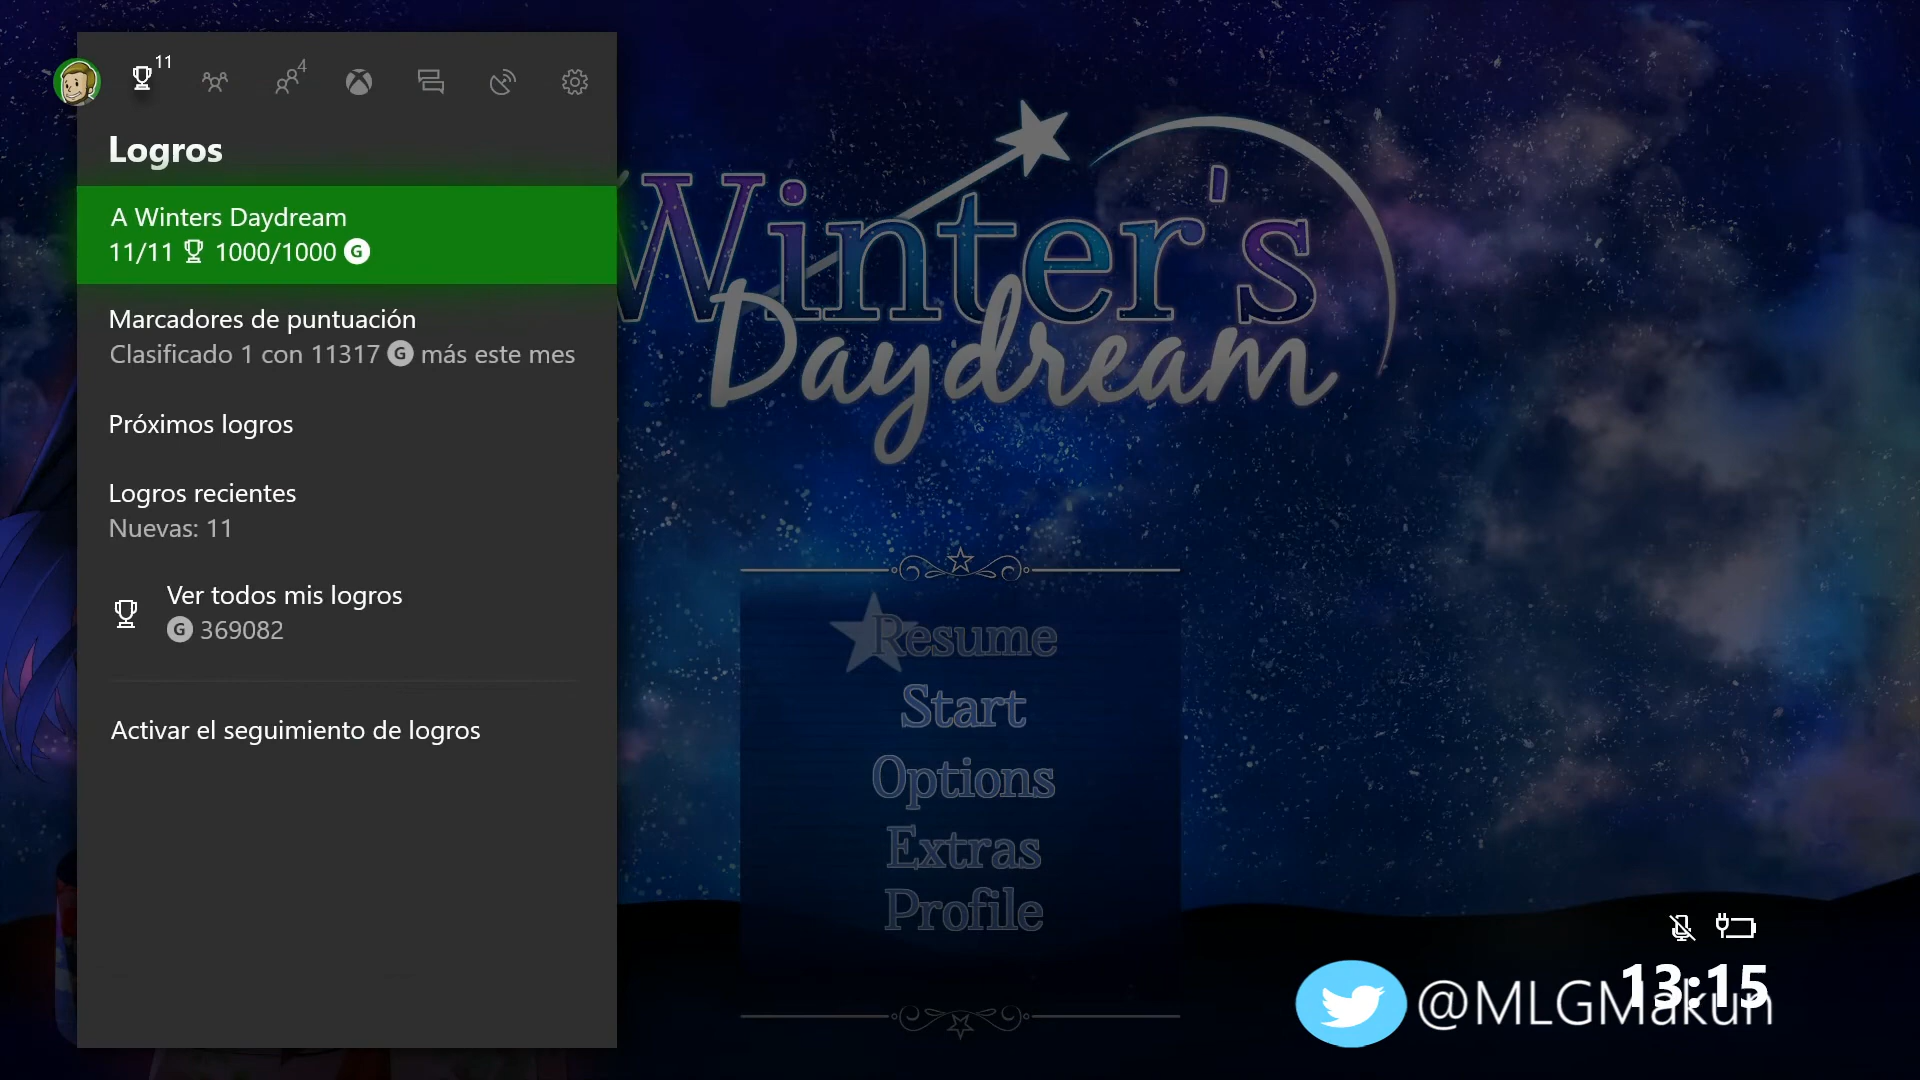 11
4
Logros
A Winters Daydream
11/11 1000/1000 G
Marcadores de puntuación
Clasificado 1 con 11317 G más este mes
Próximos logros
Logros recientes
Nuevas: 11
Ver todos mis logros
G 369082
Activar el seguimiento de logros
Winter's
Daydream
Resume
Start
Options
Extras
Profile
13:15
@MLGMakun